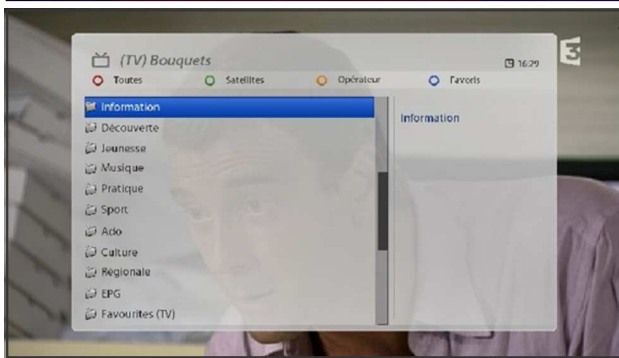 (TV) Bouquets
16:29
3
Toutes Satellites Opérateur Favoris
Information
Information
Découverte
Jeunesse
Musique
Pratique
Sport
Ado
Culture
Régionale
EPG
Favourites (TV)